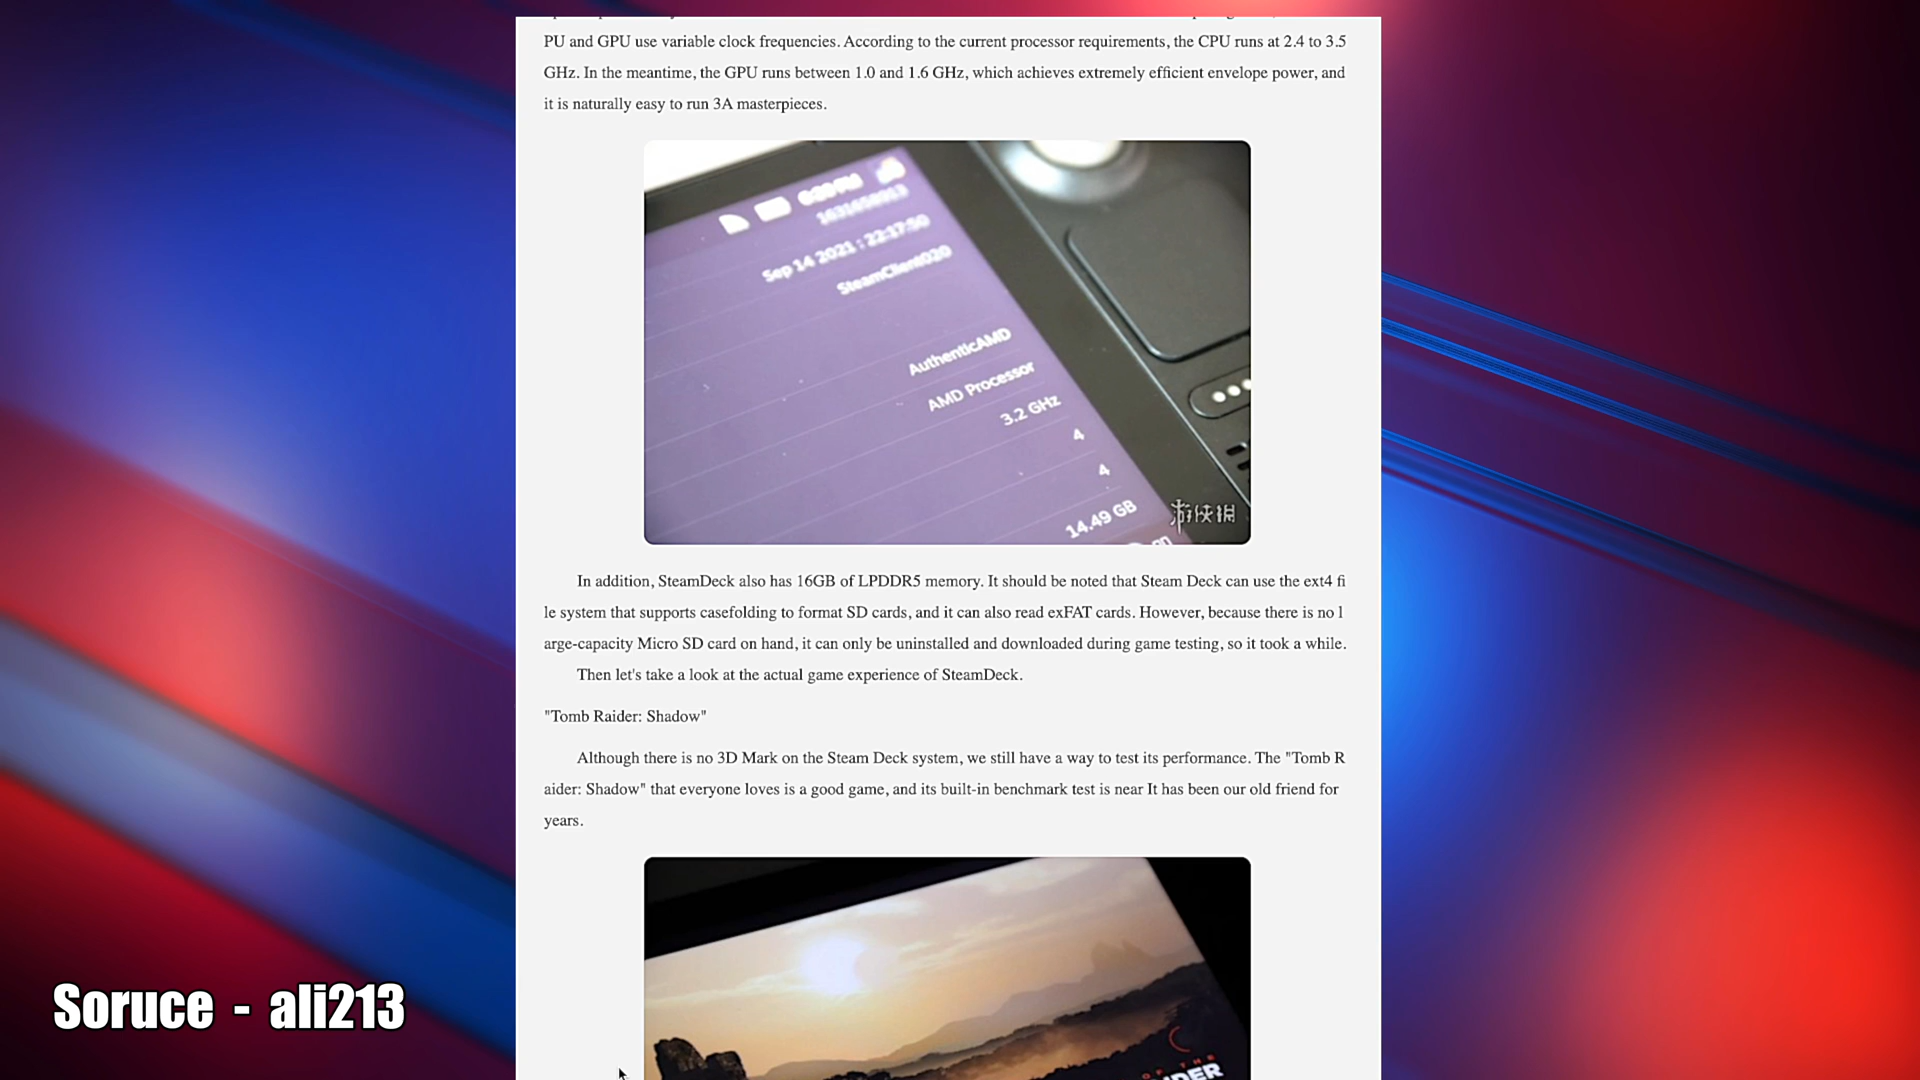 PU and GPU use variable clock frequencies. According to the current processor requirements, the CPU runs at 2.4 to 3.5
GHz. In the meantime, the GPU runs between 1.0 and 1.6 GHz, which achieves extremely efficient envelope power, and
it is naturally easy to run 3A masterpieces.
1631658013
Sep 14 2021 : 22:17:50
SteamClient020
AuthenticAMD
AMD Processor
3.2 GHz
4
4
14.49 GB
游侠网
In addition, SteamDeck also has 16GB of LPDDR5 memory. It should be noted that Steam Deck can use the ext4 fi
le system that supports casefolding to format SD cards, and it can also read exFAT cards. However, because there is no l
arge-capacity Micro SD card on hand, it can only be uninstalled and downloaded during game testing, so it took a while.
Then let's take a look at the actual game experience of SteamDeck.
"Tomb Raider: Shadow"
Although there is no 3D Mark on the Steam Deck system, we still have a way to test its performance. The "Tomb R
aider: Shadow" that everyone loves is a good game, and its built-in benchmark test is near It has been our old friend for
years.
OF THE
Soruce - ali213